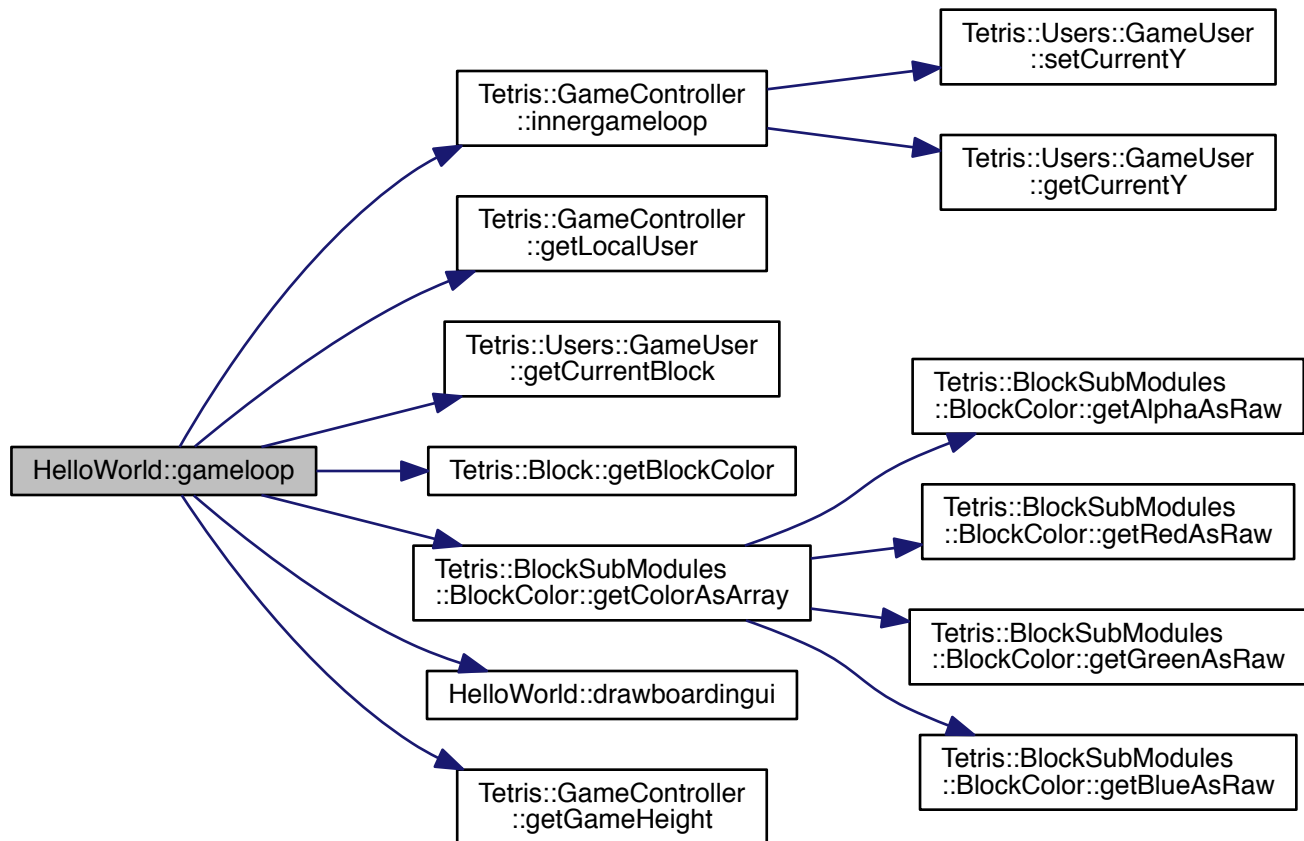 HelloWorld::gameloop
Tetris::GameController
::innergameloop
Tetris::GameController
::getLocalUser
Tetris::Users::GameUser
::getCurrentBlock
Tetris::Block::getBlockColor
Tetris::BlockSubModules
::BlockColor::getColorAsArray
HelloWorld::drawboardingui
Tetris::GameController
::getGameHeight
Tetris::Users::GameUser
::setCurrentY
Tetris::Users::GameUser
::getCurrentY
Tetris::BlockSubModules
::BlockColor::getAlphaAsRaw
Tetris::BlockSubModules
::BlockColor::getRedAsRaw
Tetris::BlockSubModules
::BlockColor::getGreenAsRaw
Tetris::BlockSubModules
::BlockColor::getBlueAsRaw